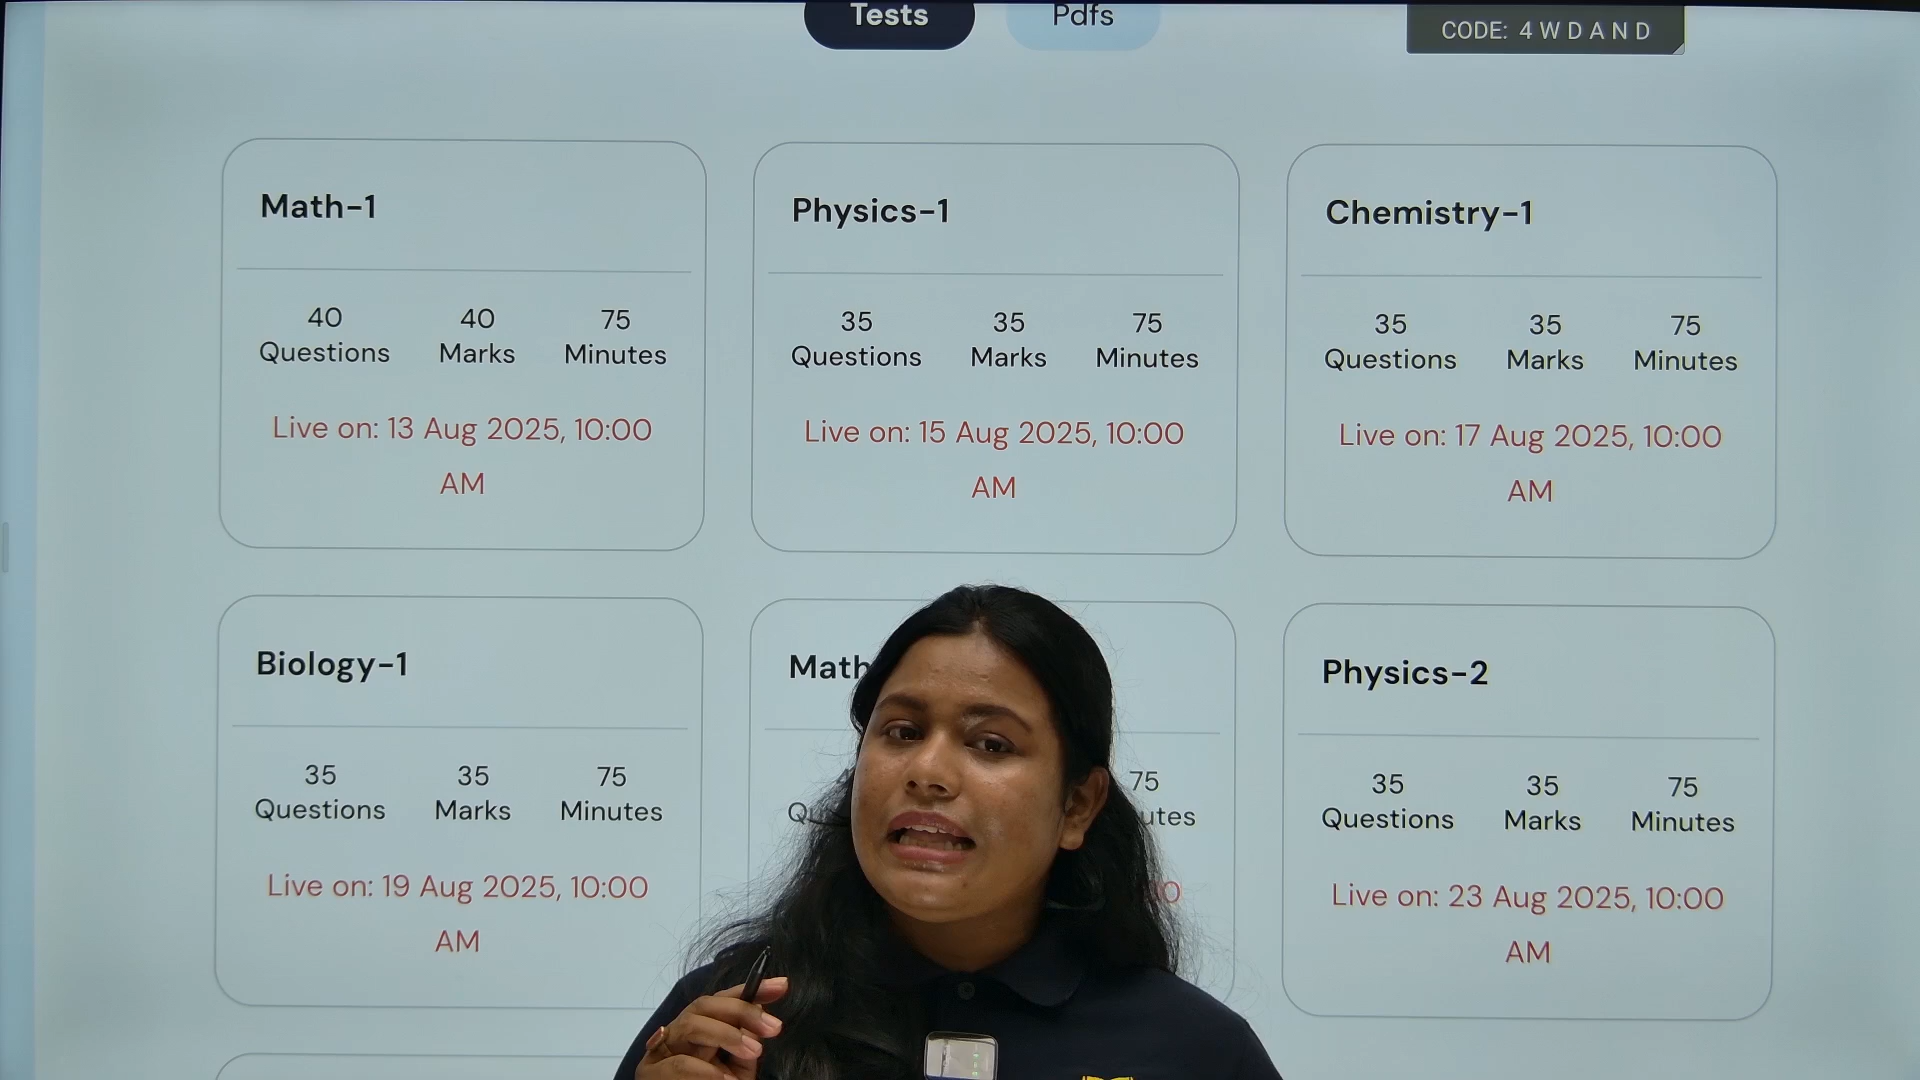 Tests
Pdfs
CODE: 4 W D A N D
Math-1
40 Questions
40 Marks
75 Minutes
Live on: 13 Aug 2025, 10:00
AM
Physics-1
35 Questions
35 Marks
75 Minutes
Live on: 15 Aug 2025, 10:00
AM
Chemistry-1
35 Questions
35 Marks
75 Minutes
Live on: 17 Aug 2025, 10:00
AM
Biology-1
35 Questions
35 Marks
75 Minutes
Live on: 19 Aug 2025, 10:00
AM
Math
75
Physics-2
35 Questions
35 Marks
75 Minutes
Live on: 23 Aug 2025, 10:00
AM